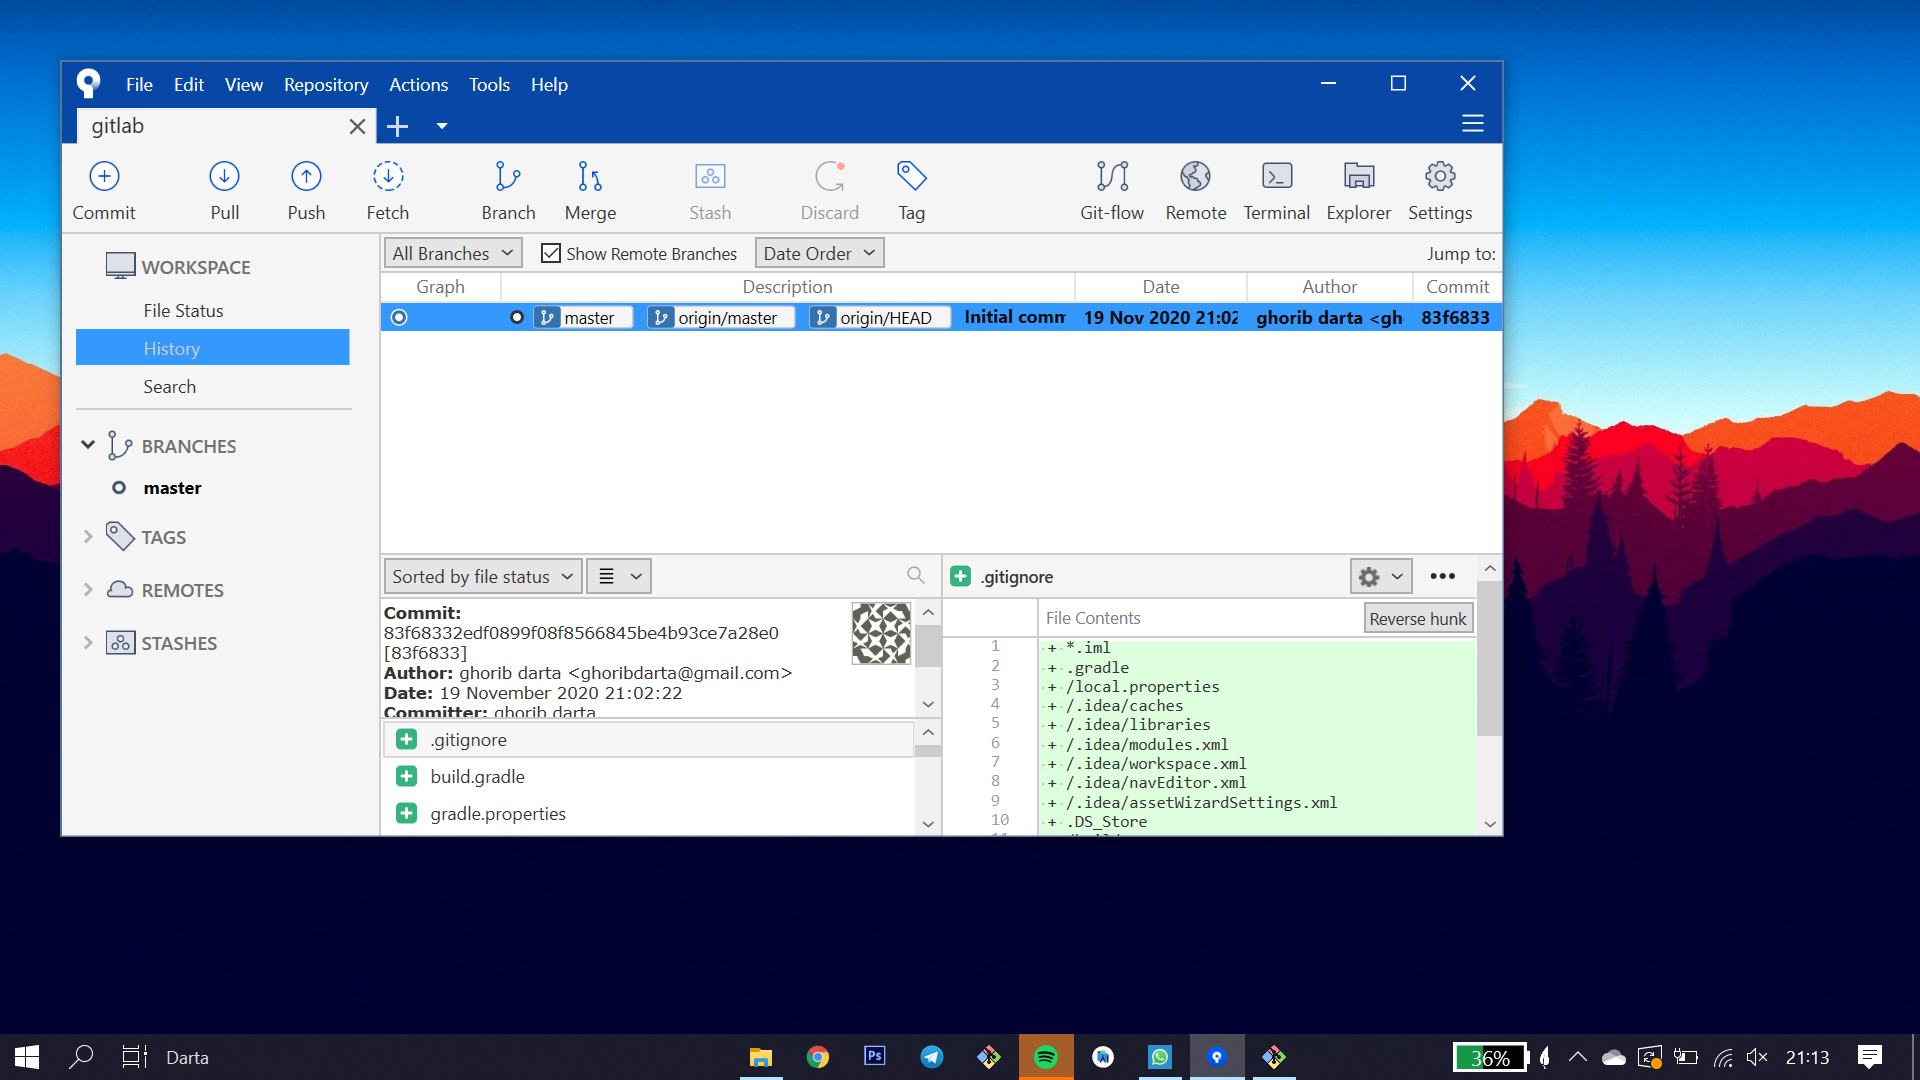 File Edit View Repository Actions Tools Help
gitlab
Commit Pull Push Fetch Branch Merge Stash Discard Tag Git-flow Remote Terminal Explorer Settings
WORKSPACE
File Status
History
Search
BRANCHES
master
TAGS
REMOTES
STASHES
All Branches Show Remote Branches Date Order Jump to:
Graph Description Date Author Commit
master origin/master origin/HEAD Initial comm 19 Nov 2020 21:02 ghorib darta <gh 83f6833
Sorted by file status
Commit:
83f68332edf0899f08f8566845be4b93ce7a28e0
[83f6833]
Author: ghorib darta <ghoribdarta@gmail.com>
Date: 19 November 2020 21:02:22
Committer: ghorib darta
.gitignore
build.gradle
gradle.properties
.gitignore
File Contents Reverse hunk
1 + *.iml
2 + .gradle
3 + /local.properties
4 + /.idea/caches
5 + /.idea/libraries
6 + /.idea/modules.xml
7 + /.idea/workspace.xml
8 + /.idea/navEditor.xml
9 + /.idea/assetWizardSettings.xml
10 + .DS_Store
Darta Ps 36% 21:13